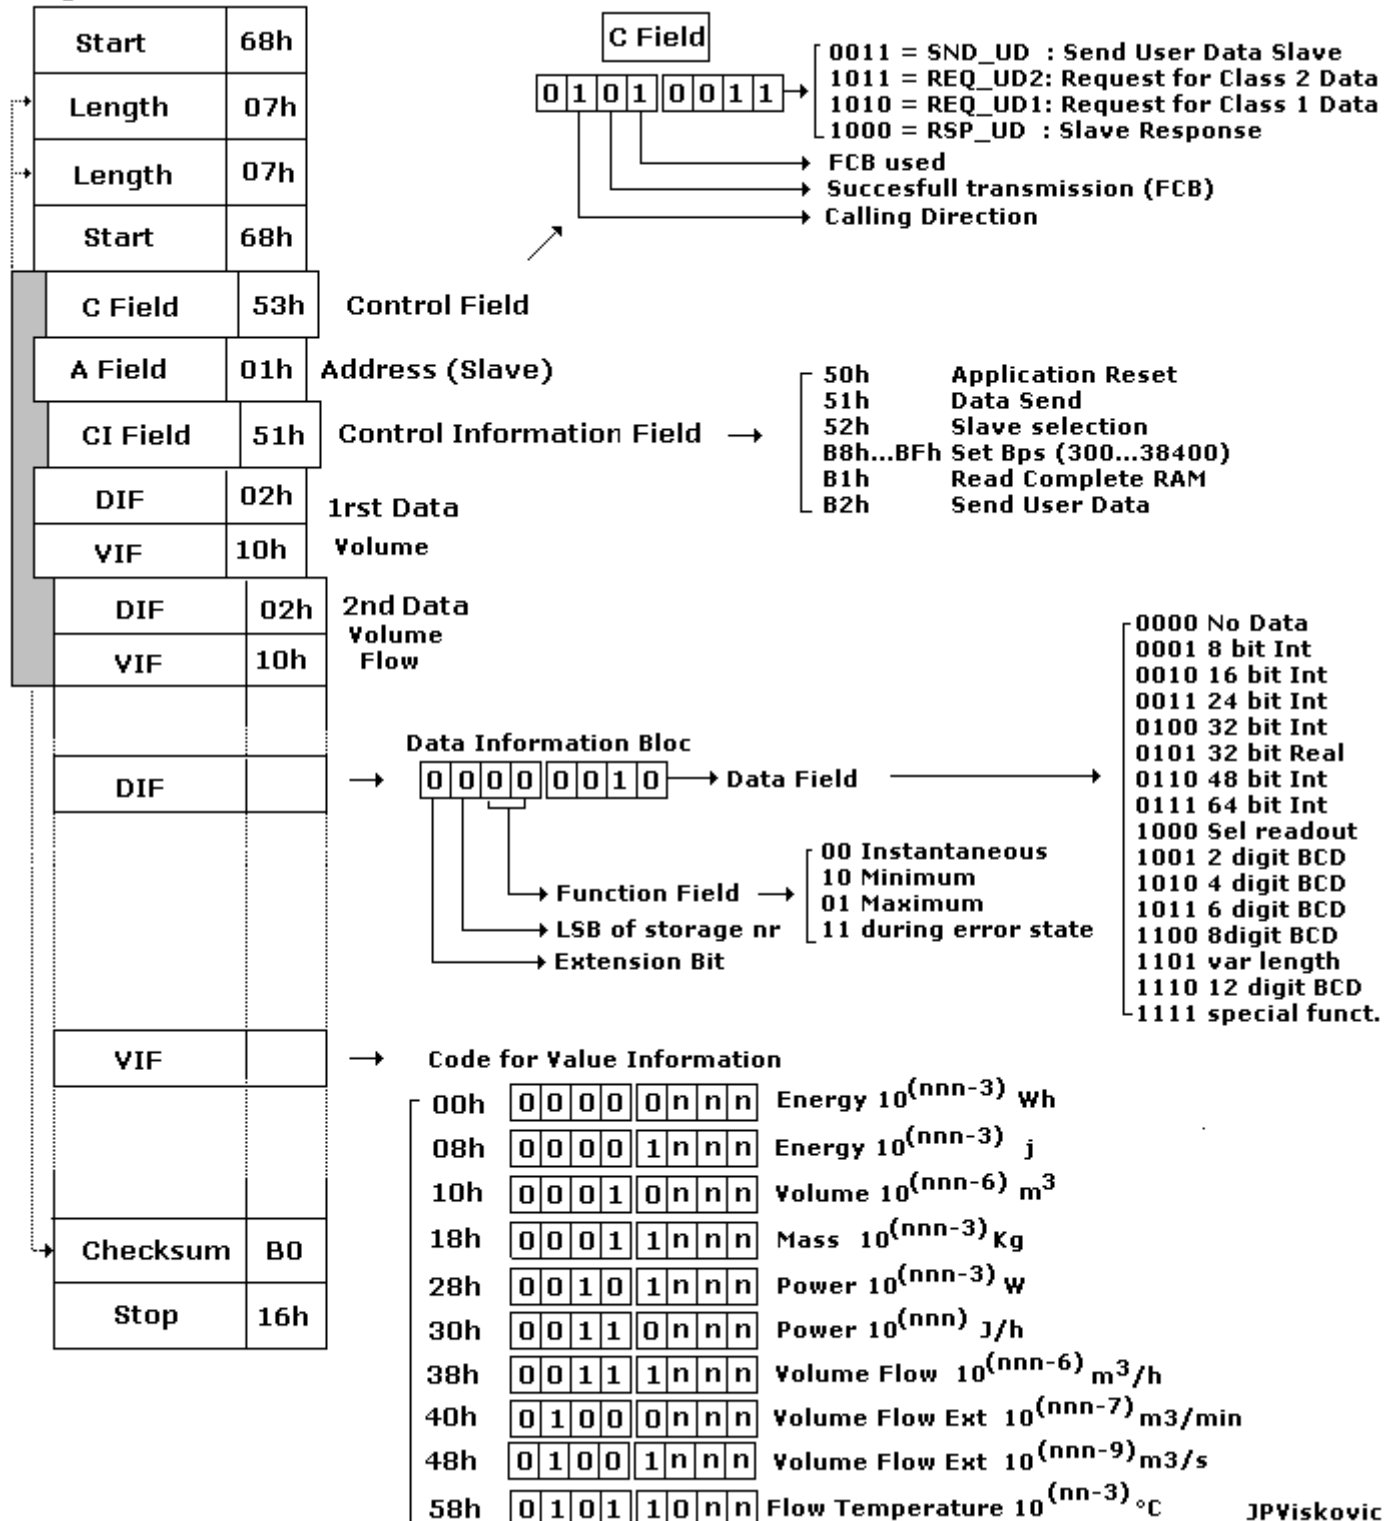 Start 68h
Length 07h
Length 07h
Start 68h
C Field 53h Control Field
A Field 01h Address (Slave)
CI Field 51h Control Information Field
DIF 02h 1rst Data
VIF 10h Volume
DIF 02h 2nd Data
Volume
VIF 10h Flow
C Field
0 1 0 1 0 0 1 1
0011 = SND_UD : Send User Data Slave
1011 = REQ_UD2: Request for Class 2 Data
1010 = REQ_UD1: Request for Class 1 Data
1000 = RSP_UD : Slave Response
FCB used
Succesfull transmission (FCB)
Calling Direction
50h Application Reset
51h Data Send
52h Slave selection
B8h...BFh Set Bps (300...38400)
B1h Read Complete RAM
B2h Send User Data
DIF
Data Information Bloc
0 0 0 0 0 0 1 0 Data Field
Function Field
LSB of storage nr
Extension Bit
00 Instantaneous
10 Minimum
01 Maximum
11 during error state
0000 No Data
0001 8 bit Int
0010 16 bit Int
0011 24 bit Int
0100 32 bit Int
0101 32 bit Real
0110 48 bit Int
0111 64 bit Int
1000 Sel readout
1001 2 digit BCD
1010 4 digit BCD
1011 6 digit BCD
1100 8digit BCD
1101 var length
1110 12 digit BCD
1111 special funct.
VIF
Code for Value Information
00h 0 0 0 0 0 n n n Energy 10(nnn-3) Wh
08h 0 0 0 0 1 n n n Energy 10(nnn-3) j
10h 0 0 0 1 0 n n n Volume 10(nnn-6) m3
18h 0 0 0 1 1 n n n Mass 10(nnn-3) Kg
28h 0 0 1 0 1 n n n Power 10(nnn-3) W
30h 0 0 1 1 0 n n n Power 10(nnn) J/h
38h 0 0 1 1 1 n n n Volume Flow 10(nnn-6) m3/h
40h 0 1 0 0 0 n n n Volume Flow Ext 10(nnn-7) m3/min
48h 0 1 0 0 1 n n n Volume Flow Ext 10(nnn-9) m3/s
58h 0 1 0 1 1 0 n n Flow Temperature 10(nn-3) °C
Checksum B0
Stop 16h
JPViskovic